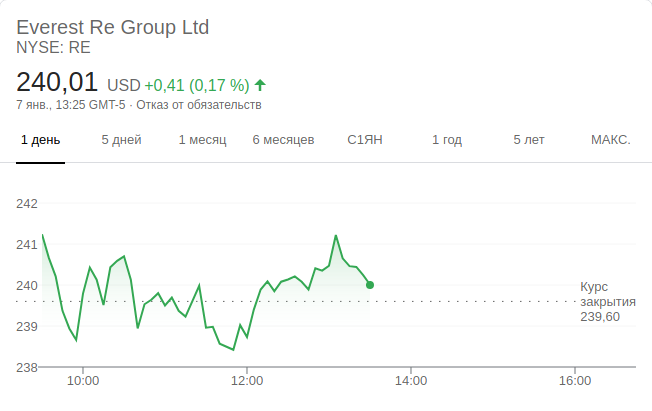 Everest Re Group Ltd
NYSE: RE
240,01 USD +0,41 (0,17 %) ↑
7 янв., 13:25 GMT-5 · Отказ от обязательств
1 день 5 дней 1 месяц 6 месяцев С1ЯН 1 год 5 лет МАКС.
242
241
240
239
238
Курс
закрытия
239,60
10:00 12:00 14:00 16:00